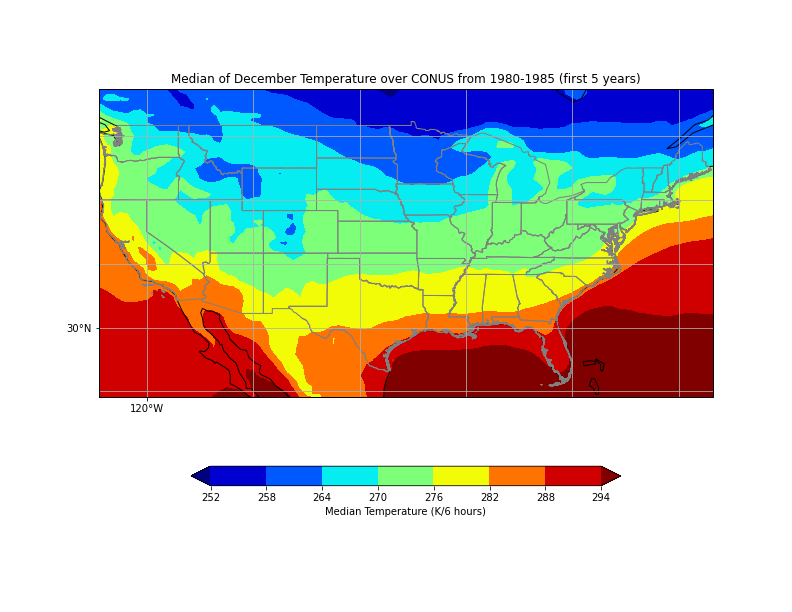 Median of December Temperature over CONUS from 1980-1985 (first 5 years)
30°N
120°W
252 258 264 270 276 282 288 294
Median Temperature (K/6 hours)